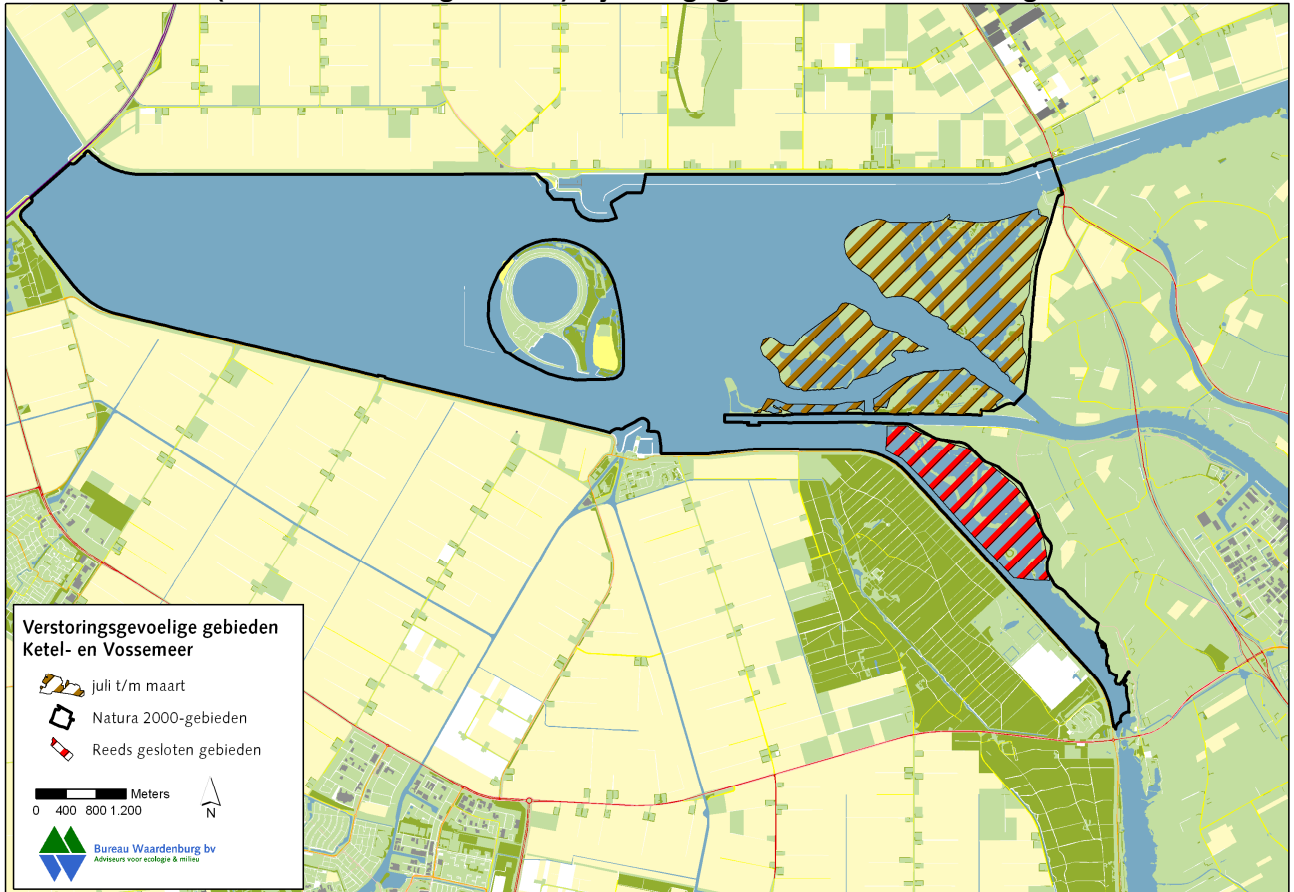 Verstoringsgevoelige gebieden
Ketel- en Vossemeer
juli t/m maart
Natura 2000-gebieden
Reeds gesloten gebieden
Meters
0 400 800 1.200
N
Bureau Waardenburg bv
Adviseurs voor ecologie & milieu